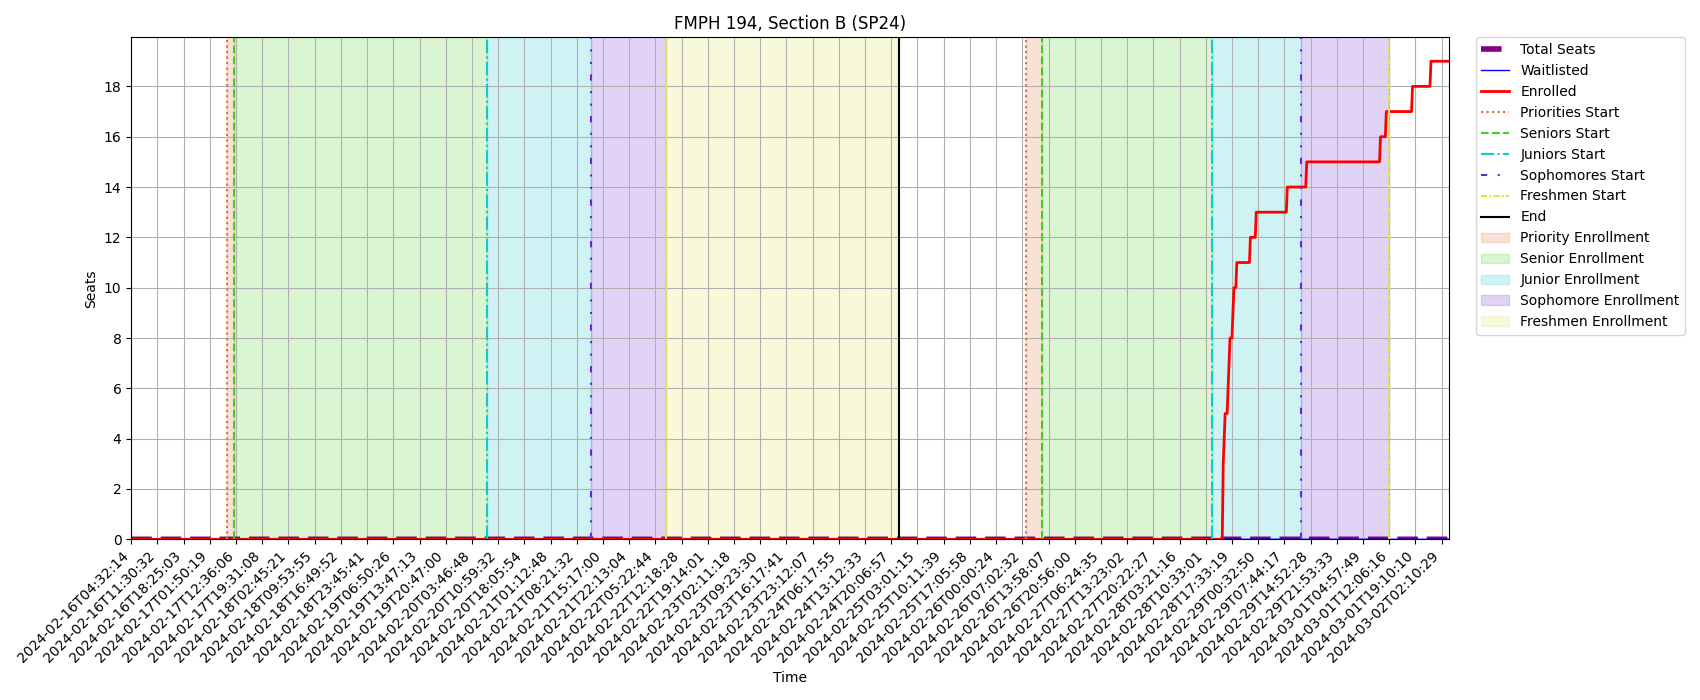 FMPH 194, Section B (SP24)
Seats
18
16
14
12
10
8
6
4
2
0
2024-02-16T04:32:14
2024-02-16T11:30:32
2024-02-16T18:25:03
2024-02-17T01:50:19
2024-02-17T12:36:06
2024-02-17T19:31:08
2024-02-18T02:45:21
2024-02-18T09:53:55
2024-02-18T16:49:52
2024-02-18T23:45:41
2024-02-19T06:50:26
2024-02-19T13:47:13
2024-02-19T20:47:00
2024-02-20T03:46:48
2024-02-20T10:59:32
2024-02-20T18:05:54
2024-02-21T01:12:48
2024-02-21T08:21:32
2024-02-21T15:17:00
2024-02-21T22:13:04
2024-02-22T05:22:44
2024-02-22T12:18:28
2024-02-22T19:14:01
2024-02-23T02:11:18
2024-02-23T09:23:30
2024-02-23T16:17:41
2024-02-23T23:12:07
2024-02-24T06:17:55
2024-02-24T13:12:33
2024-02-24T20:06:57
2024-02-25T03:01:15
2024-02-25T10:11:39
2024-02-25T17:05:58
2024-02-26T00:00:24
2024-02-26T07:02:32
2024-02-26T13:58:07
2024-02-26T20:56:00
2024-02-27T06:24:35
2024-02-27T13:23:02
2024-02-27T20:22:27
2024-02-28T03:21:16
2024-02-28T10:33:01
2024-02-28T17:33:19
2024-02-29T00:32:50
2024-02-29T07:44:17
2024-02-29T14:52:28
2024-02-29T21:53:33
2024-03-01T04:57:49
2024-03-01T12:06:16
2024-03-01T19:10:10
2024-03-02T02:10:29
Time
Total Seats
Waitlisted
Enrolled
Priorities Start
Seniors Start
Juniors Start
Sophomores Start
Freshmen Start
End
Priority Enrollment
Senior Enrollment
Junior Enrollment
Sophomore Enrollment
Freshmen Enrollment